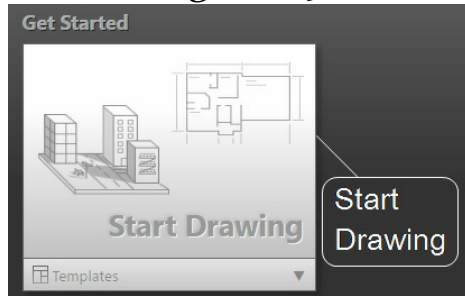 Get Started
Start Drawing
Templates
Start
Drawing